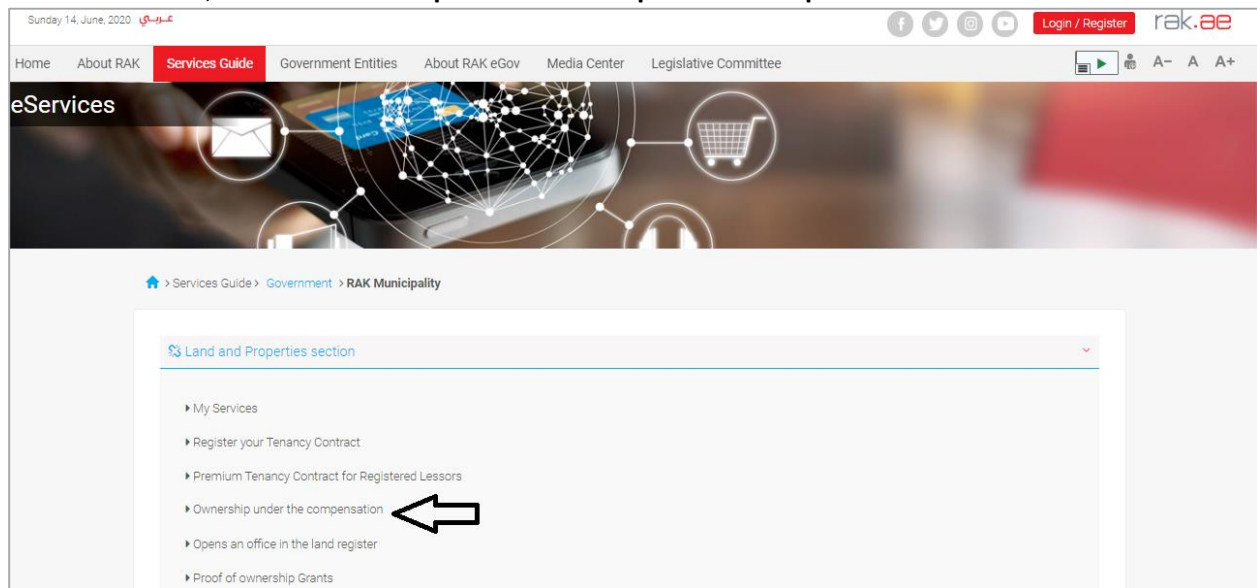 Sunday 14, June, 2020 عـربـي
Login / Register rak.ae
Home About RAK Services Guide Government Entities About RAK eGov Media Center Legislative Committee A- A A+
eServices
> Services Guide > Government > RAK Municipality
Land and Properties section
My Services
Register your Tenancy Contract
Premium Tenancy Contract for Registered Lessors
Ownership under the compensation
Opens an office in the land register
Proof of ownership Grants